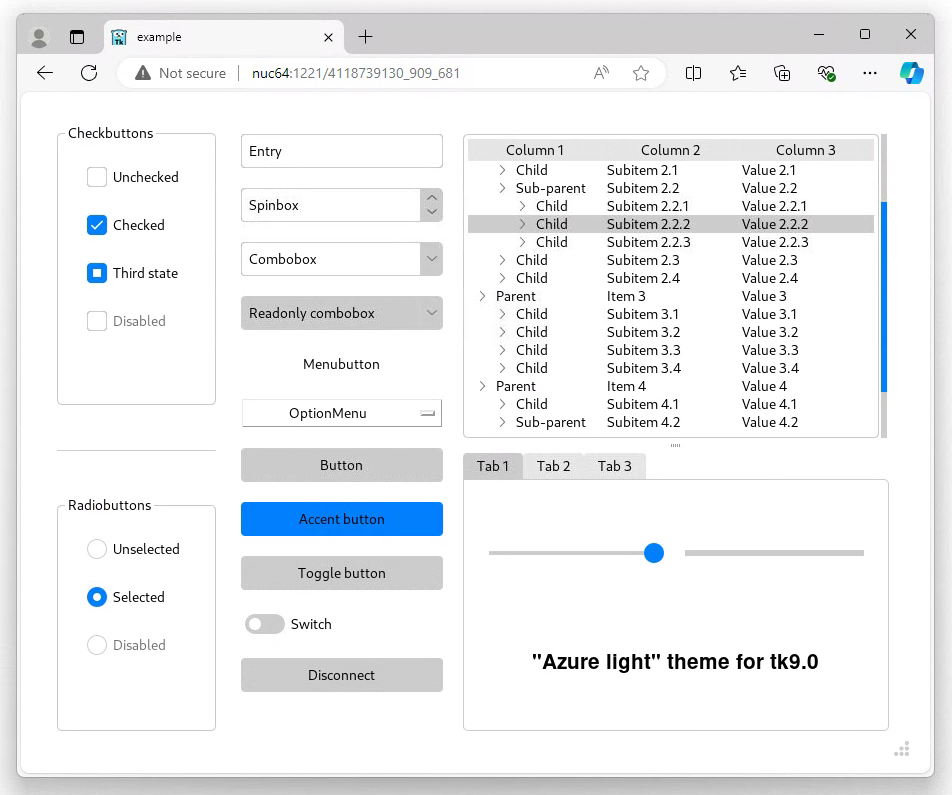 example
Not secure
nuc64:1221/4118739130_909_681
Checkbuttons
Unchecked
Checked
Third state
Disabled
Radiobuttons
Unselected
Selected
Disabled
Entry
Spinbox
Combobox
Readonly combobox
Menubutton
OptionMenu
Button
Accent button
Toggle button
Switch
Disconnect
Column 1 Column 2 Column 3
Child Subitem 2.1 Value 2.1
Sub-parent Subitem 2.2 Value 2.2
Child Subitem 2.2.1 Value 2.2.1
Child Subitem 2.2.2 Value 2.2.2
Child Subitem 2.2.3 Value 2.2.3
Child Subitem 2.3 Value 2.3
Child Subitem 2.4 Value 2.4
Parent Item 3 Value 3
Child Subitem 3.1 Value 3.1
Child Subitem 3.2 Value 3.2
Child Subitem 3.3 Value 3.3
Child Subitem 3.4 Value 3.4
Parent Item 4 Value 4
Child Subitem 4.1 Value 4.1
Sub-parent Subitem 4.2 Value 4.2
Tab 1 Tab 2 Tab 3
"Azure light" theme for tk9.0